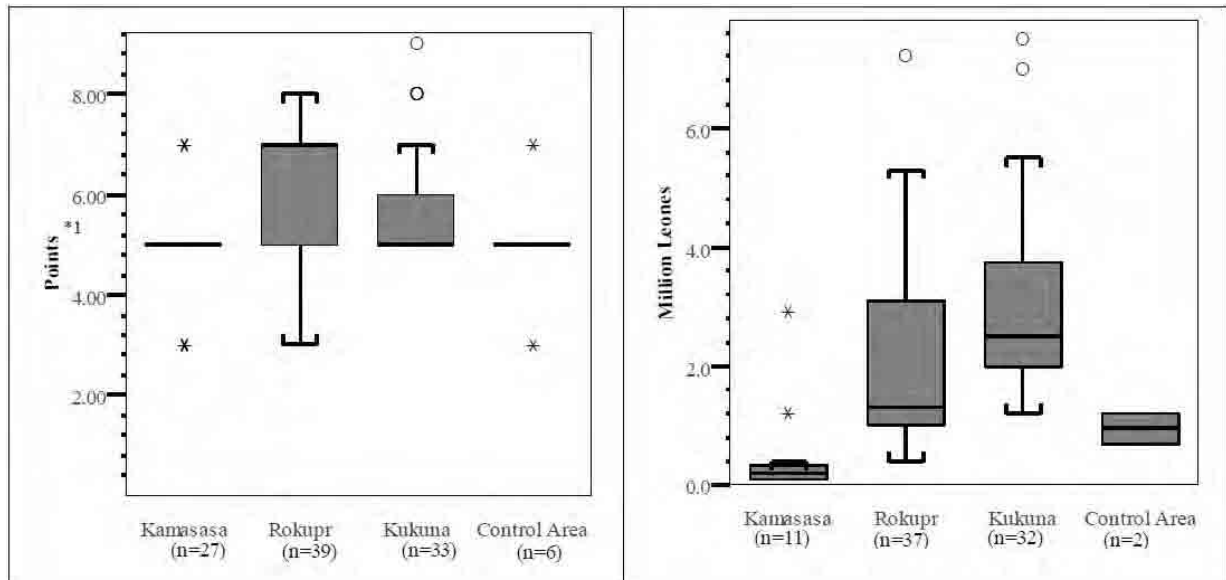 8.00
6.00
4.00
2.00
Points *1
Kamasasa Rokupr Kukuna Control Area
(n=27) (n=39) (n=33) (n=6)
6.0
4.0
2.0
0.0
Million Leones
Kamasasa Rokupr Kukuna Control Area
(n=11) (n=37) (n=32) (n=2)